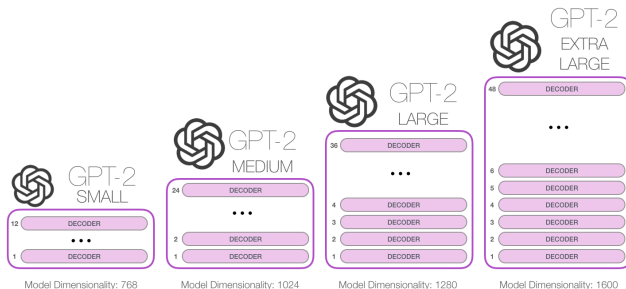 GPT-2
SMALL
12 DECODER
...
1 DECODER
Model Dimensionality: 768
GPT-2
MEDIUM
24 DECODER
...
2 DECODER
1 DECODER
Model Dimensionality: 1024
GPT-2
LARGE
36 DECODER
...
4 DECODER
3 DECODER
2 DECODER
1 DECODER
Model Dimensionality: 1280
GPT-2
EXTRA
LARGE
48 DECODER
...
6 DECODER
5 DECODER
4 DECODER
3 DECODER
2 DECODER
1 DECODER
Model Dimensionality: 1600